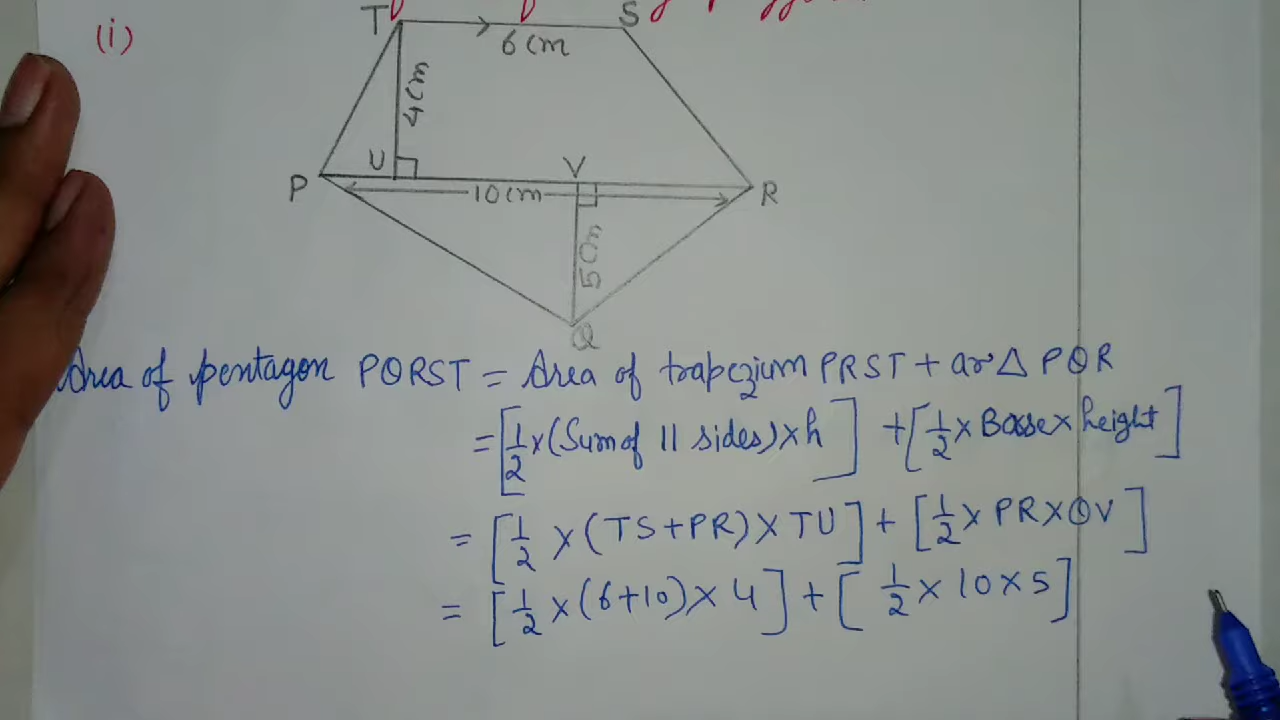 (i)
T S
6 cm
4 cm
U V
P 10 cm R
5 cm
Q
Area of pentagon PQRST = Area of trapezium PRST + ar △ PQR
= [1/2 × (Sum of || sides) × h] + [1/2 × Base × height]
= [1/2 × (TS + PR) × TU] + [1/2 × PR × QV]
= [1/2 × (6+10) × 4] + [1/2 × 10 × 5]